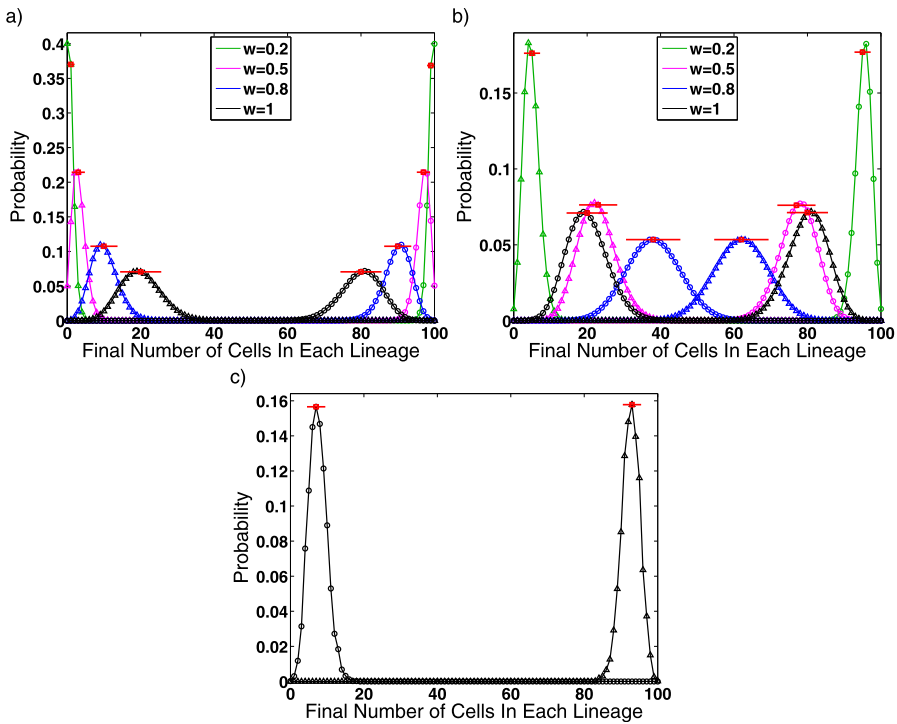 a)
0.4
0.35
0.3
0.25
0.2
0.15
0.1
0.05
0
Probability
w=0.2
w=0.5
w=0.8
w=1
0 20 40 60 80 100
Final Number of Cells In Each Lineage
b)
0.15
0.1
0.05
0
Probability
w=0.2
w=0.5
w=0.8
w=1
0 20 40 60 80 100
Final Number of Cells In Each Lineage
c)
0.16
0.14
0.12
0.1
0.08
0.06
0.04
0.02
0
Probability
0 20 40 60 80 100
Final Number of Cells In Each Lineage